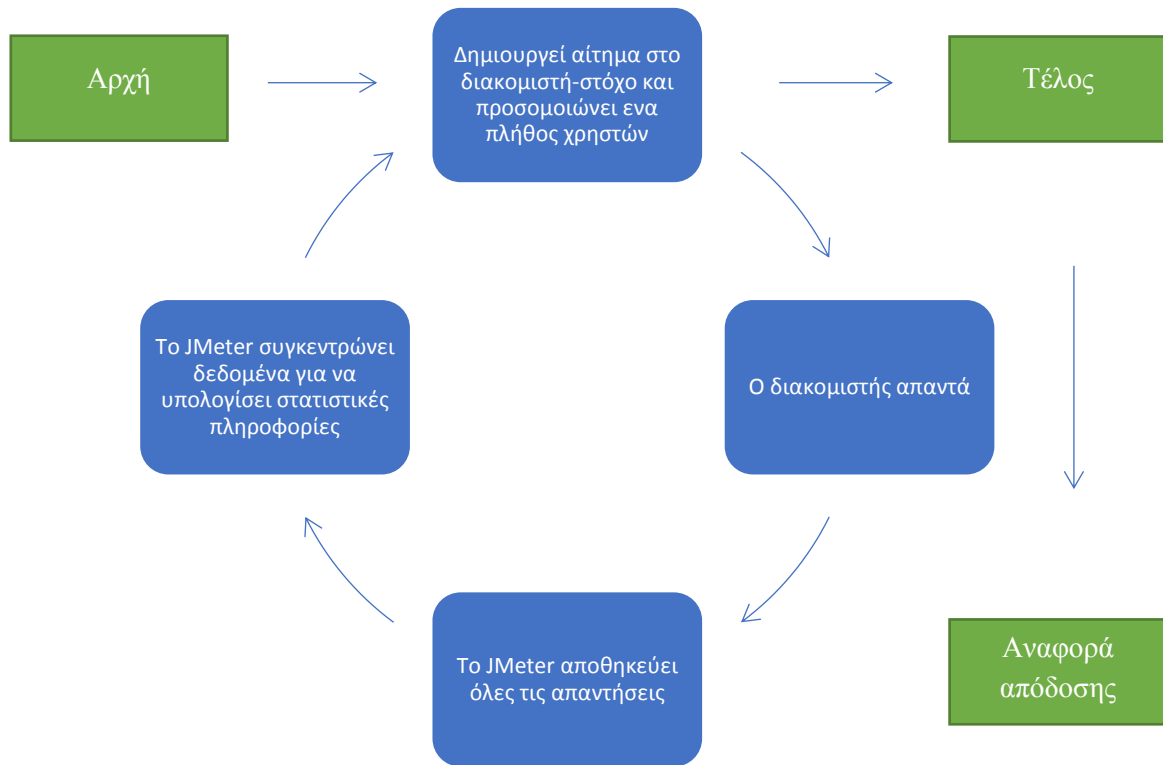 Αρχή
Δημιουργεί αίτημα στο
διακομιστή-στόχο και
προσομοιώνει ενα
πλήθος χρηστών
Τέλος
Το JMeter συγκεντρώνει
δεδομένα για να
υπολογίσει στατιστικές
πληροφορίες
Ο διακομιστής απαντά
Το JMeter αποθηκεύει
όλες τις απαντήσεις
Αναφορά
απόδοσης